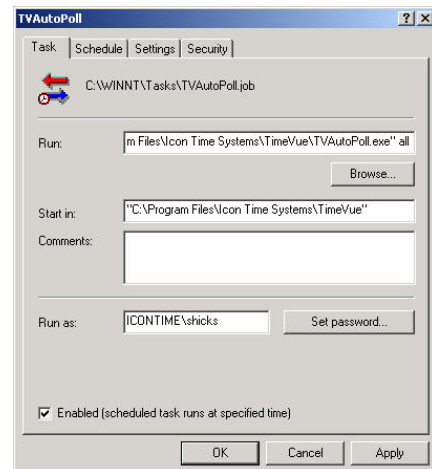 TVAutoPoll
Task Schedule Settings Security
C:\WINNT\Tasks\TVAutoPoll.job
Run: m Files\Icon Time Systems\TimeVue\TVAutoPoll.exe" all
Browse...
Start in: "C:\Program Files\Icon Time Systems\TimeVue"
Comments:
Run as: ICONTIME\shicks Set password...
Enabled (scheduled task runs at specified time)
OK Cancel Apply